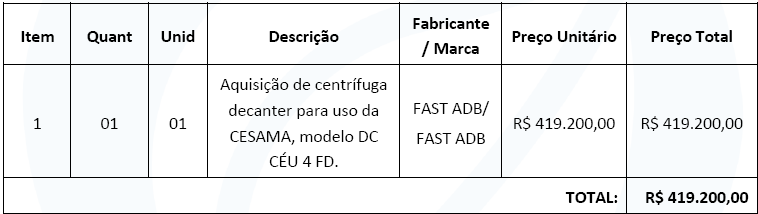 Item Quant Unid Descrição Fabricante / Marca Preço Unitário Preço Total
1 01 01 Aquisição de centrífuga decanter para uso da CESAMA, modelo DC CÉU 4 FD. FAST ADB/ FAST ADB R$ 419.200,00 R$ 419.200,00
TOTAL: R$ 419.200,00